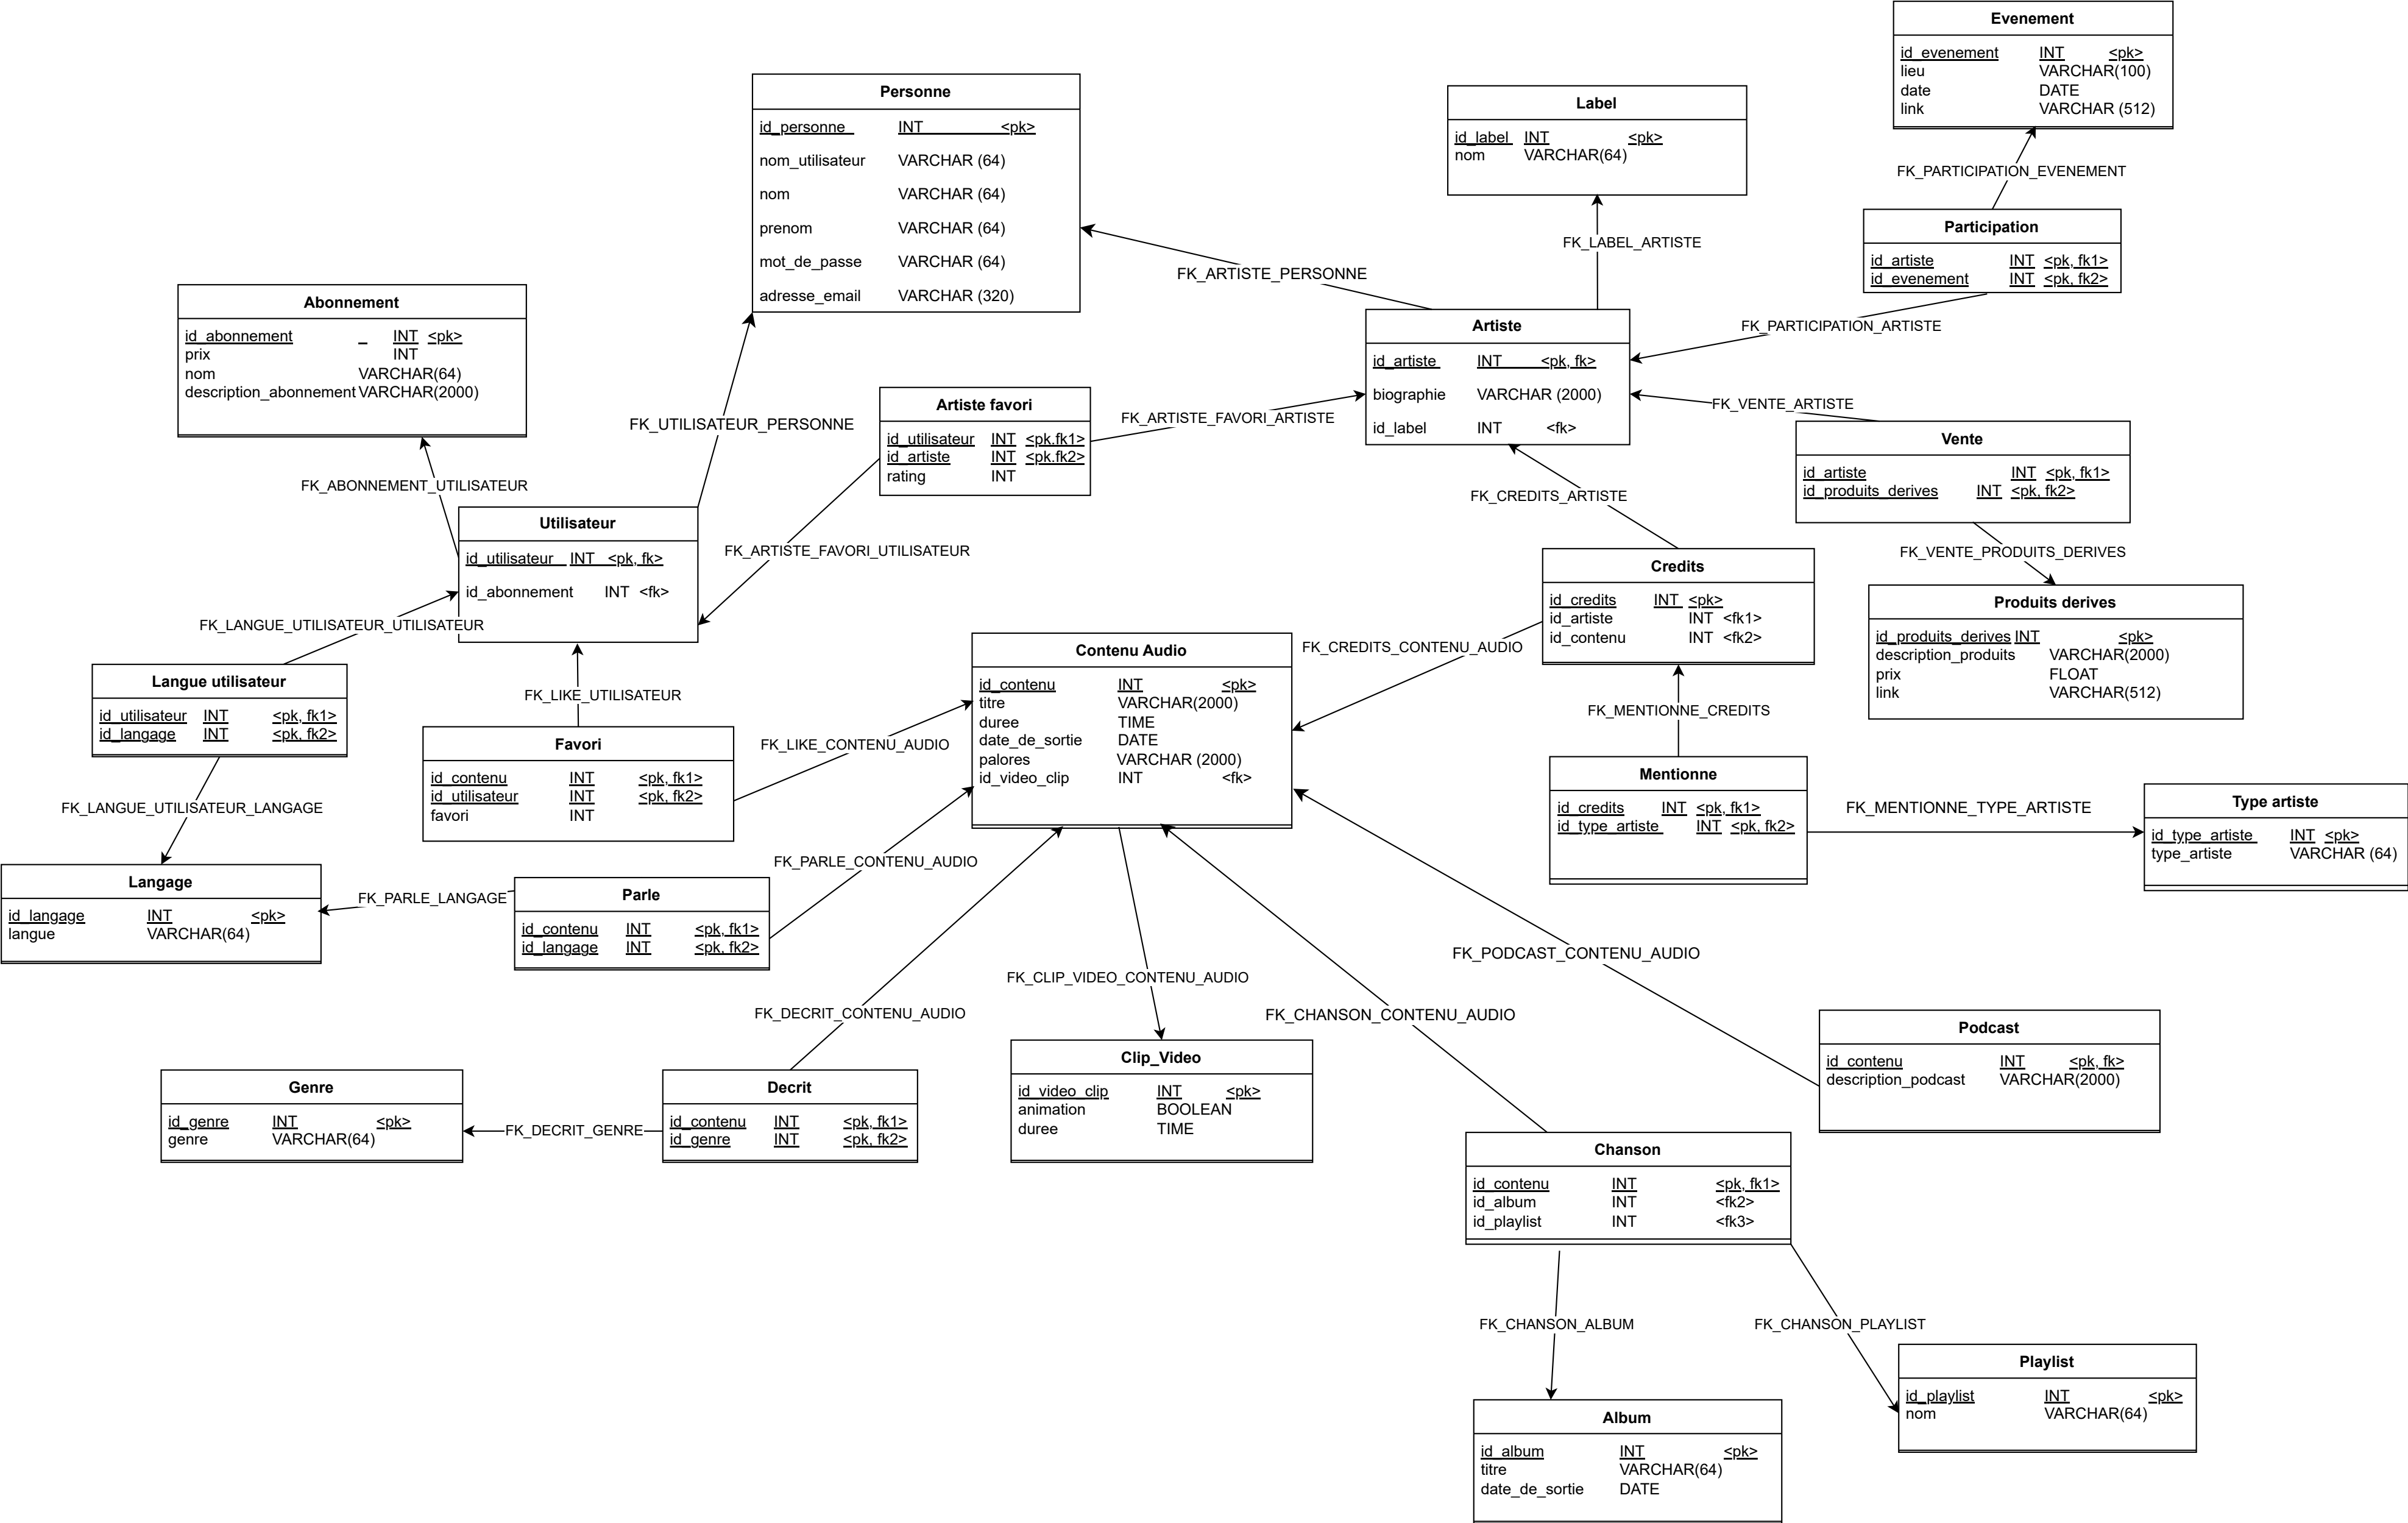 Evenement
id_evenement INT <pk>
lieu VARCHAR(100)
date DATE
link VARCHAR (512)
FK_PARTICIPATION_EVENEMENT
Participation
id_artiste INT <pk, fk1>
id_evenement INT <pk, fk2>
FK_PARTICIPATION_ARTISTE
Personne
id_personne INT <pk>
nom_utilisateur VARCHAR (64)
nom VARCHAR (64)
prenom VARCHAR (64)
mot_de_passe VARCHAR (64)
adresse_email VARCHAR (320)
Label
id_label INT <pk>
nom VARCHAR(64)
FK_LABEL_ARTISTE
FK_ARTISTE_PERSONNE
Artiste
id_artiste INT <pk, fk>
biographie VARCHAR (2000)
id_label INT <fk>
Abonnement
id_abonnement _ INT <pk>
prix INT
nom VARCHAR(64)
description_abonnement VARCHAR(2000)
FK_UTILISATEUR_PERSONNE
Artiste favori
id_utilisateur INT <pk.fk1>
id_artiste INT <pk.fk2>
rating INT
FK_ARTISTE_FAVORI_ARTISTE
FK_VENTE_ARTISTE
Vente
id_artiste INT <pk, fk1>
id_produits_derives INT <pk, fk2>
FK_VENTE_PRODUITS_DERIVES
FK_ABONNEMENT_UTILISATEUR
FK_CREDITS_ARTISTE
Utilisateur
id_utilisateur INT <pk, fk>
id_abonnement INT <fk>
FK_ARTISTE_FAVORI_UTILISATEUR
Credits
id_credits INT <pk>
id_artiste INT <fk1>
id_contenu INT <fk2>
Produits derives
id_produits_derives INT <pk>
description_produits VARCHAR(2000)
prix FLOAT
link VARCHAR(512)
FK_LANGUE_UTILISATEUR_UTILISATEUR
FK_CREDITS_CONTENU_AUDIO
Contenu Audio
id_contenu INT <pk>
titre VARCHAR(2000)
duree TIME
date_de_sortie DATE
palores VARCHAR (2000)
id_video_clip INT <fk>
Langue utilisateur
id_utilisateur INT <pk, fk1>
id_langage INT <pk, fk2>
FK_LIKE_UTILISATEUR
FK_MENTIONNE_CREDITS
Favori
id_contenu INT <pk, fk1>
id_utilisateur INT <pk, fk2>
favori INT
FK_LIKE_CONTENU_AUDIO
Mentionne
id_credits INT <pk, fk1>
id_type_artiste INT <pk, fk2>
FK_MENTIONNE_TYPE_ARTISTE
Type artiste
id_type_artiste INT <pk>
type_artiste VARCHAR (64)
FK_LANGUE_UTILISATEUR_LANGAGE
FK_PARLE_CONTENU_AUDIO
Langage
id_langage INT <pk>
langue VARCHAR(64)
FK_PARLE_LANGAGE
Parle
id_contenu INT <pk, fk1>
id_langage INT <pk, fk2>
FK_PODCAST_CONTENU_AUDIO
FK_CLIP_VIDEO_CONTENU_AUDIO
FK_DECRIT_CONTENU_AUDIO
FK_CHANSON_CONTENU_AUDIO
Podcast
id_contenu INT <pk, fk>
description_podcast VARCHAR(2000)
Genre
id_genre INT <pk>
genre VARCHAR(64)
FK_DECRIT_GENRE
Decrit
id_contenu INT <pk, fk1>
id_genre INT <pk, fk2>
Clip_Video
id_video_clip INT <pk>
animation BOOLEAN
duree TIME
Chanson
id_contenu INT <pk, fk1>
id_album INT <fk2>
id_playlist INT <fk3>
FK_CHANSON_ALBUM
FK_CHANSON_PLAYLIST
Playlist
id_playlist INT <pk>
nom VARCHAR(64)
Album
id_album INT <pk>
titre VARCHAR(64)
date_de_sortie DATE